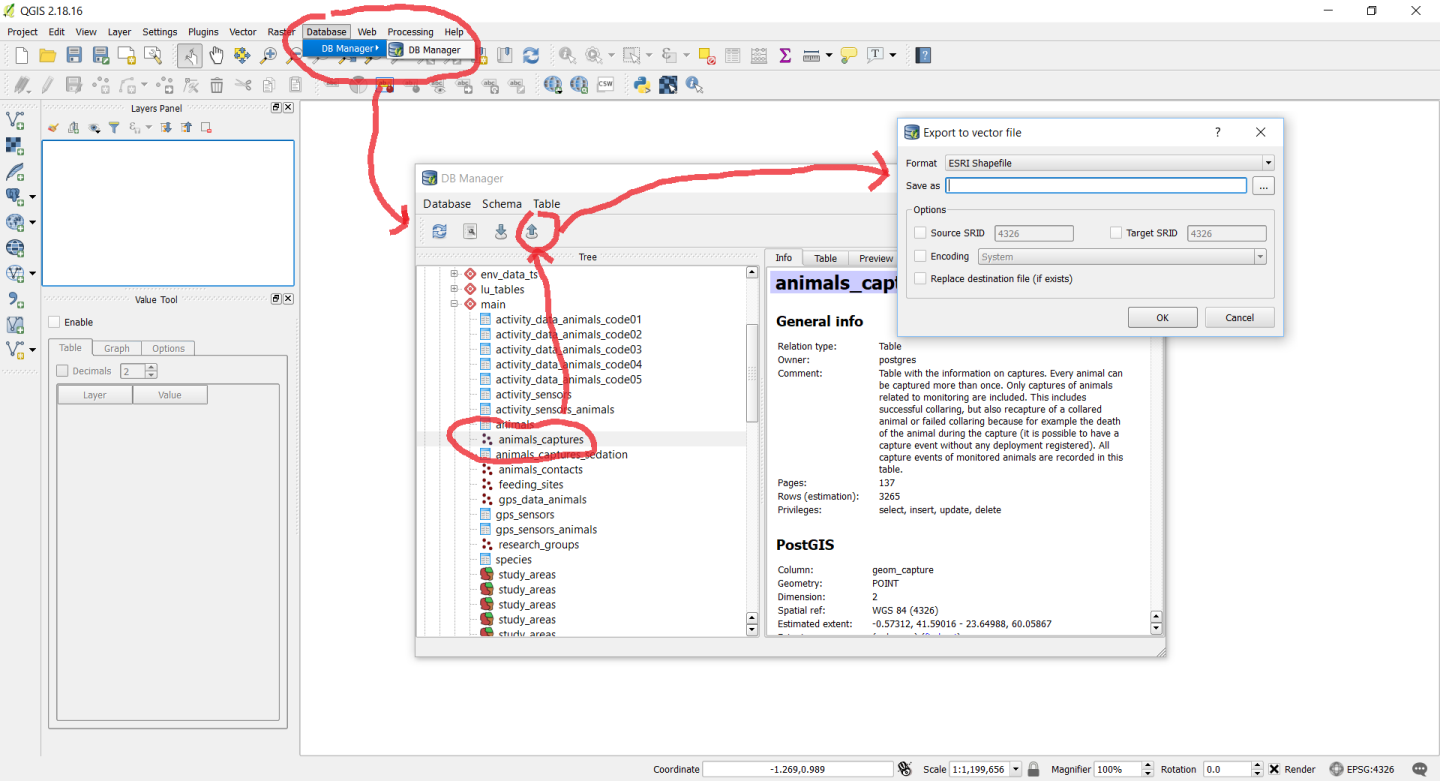 QGIS 2.18.16
Project Edit View Layer Settings Plugins Vector Raster Database Web Processing Help
DB Manager DB Manager
CSW
Layers Panel
Value Tool
Enable
Table Graph Options
Decimals 2
Layer Value
DB Manager
Database Schema Table
Tree
env_data_ts
lu_tables
main
activity_data_animals_code01
activity_data_animals_code02
activity_data_animals_code03
activity_data_animals_code04
activity_data_animals_code05
activity_sensors
activity_sensors_animals
animals
animals_captures
animals_captures_sedation
animals_contacts
feeding_sites
gps_data_animals
gps_sensors
gps_sensors_animals
research_groups
species
study_areas
study_areas
study_areas
study_areas
study_areas
Info Table Preview
animals_capt
General info
Relation type: Table
Owner: postgres
Comment: Table with the information on captures. Every animal can
be captured more than once. Only captures of animals
related to monitoring are included. This includes
successful collaring, but also recapture of a collared
animal or failed collaring because for example the death
of the animal during the capture (it is possible to have a
capture event without any deployment registered). All
capture events of monitored animals are recorded in this
table.
Pages: 137
Rows (estimation): 3265
Privileges: select, insert, update, delete
PostGIS
Column: geom_capture
Geometry: POINT
Dimension: 2
Spatial ref: WGS 84 (4326)
Estimated extent: -0.57312, 41.59016 - 23.64988, 60.05867
Export to vector file
Format ESRI Shapefile
Save as ...
Options
Source SRID 4326 Target SRID 4326
Encoding System
Replace destination file (if exists)
OK Cancel
Coordinate -1.269,0.989 Scale 1:1,199,656 Magnifier 100% Rotation 0.0 Render EPSG:4326